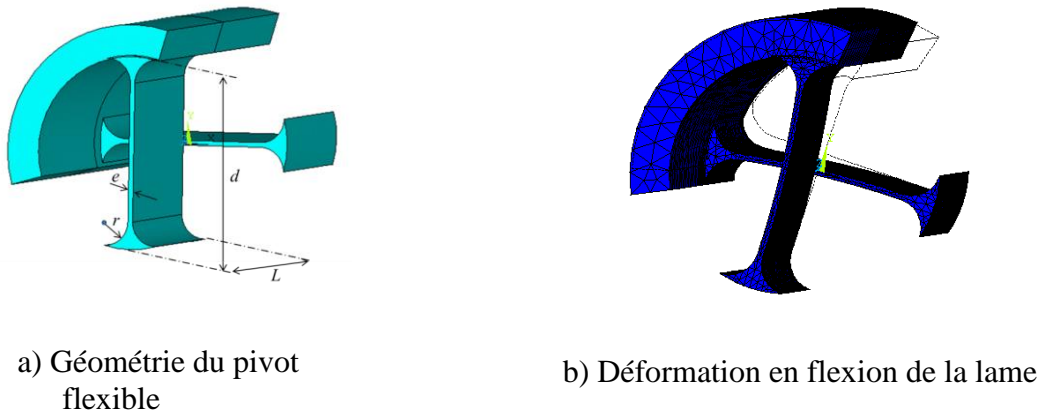 e
d
r
L
a) Géométrie du pivot
flexible
b) Déformation en flexion de la lame